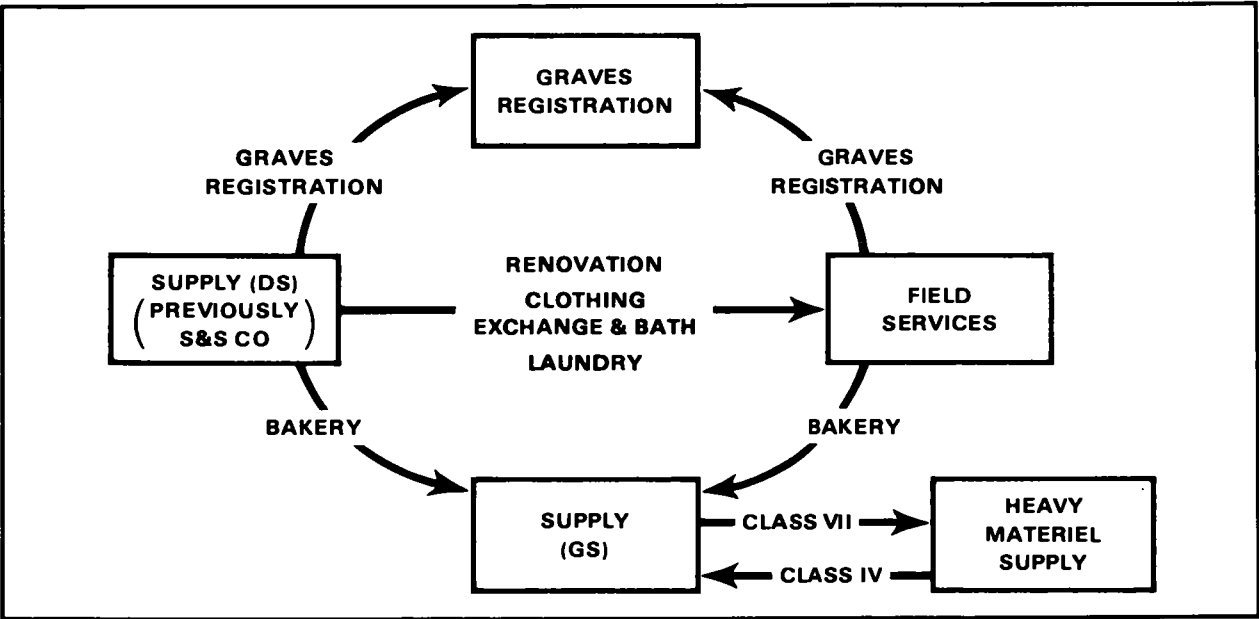 GRAVES
REGISTRATION
GRAVES
REGISTRATION
GRAVES
REGISTRATION
SUPPLY (DS)
(PREVIOUSLY
S&S CO)
RENOVATION
CLOTHING
EXCHANGE & BATH
LAUNDRY
FIELD
SERVICES
BAKERY
BAKERY
SUPPLY
(GS)
CLASS VII
CLASS IV
HEAVY
MATERIEL
SUPPLY